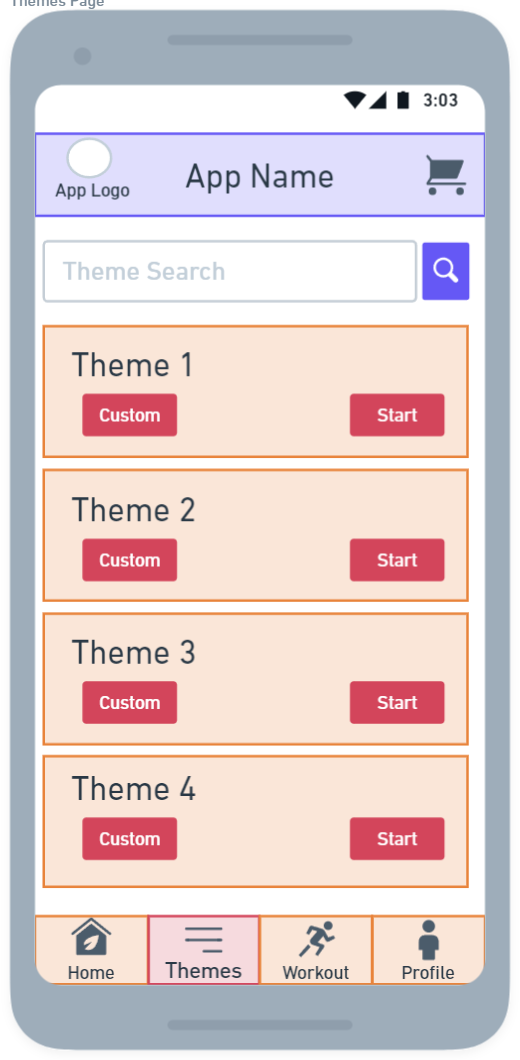 Themes Page
3:03
App Logo
App Name
Theme Search
Theme 1
Custom Start
Theme 2
Custom Start
Theme 3
Custom Start
Theme 4
Custom Start
Home Themes Workout Profile